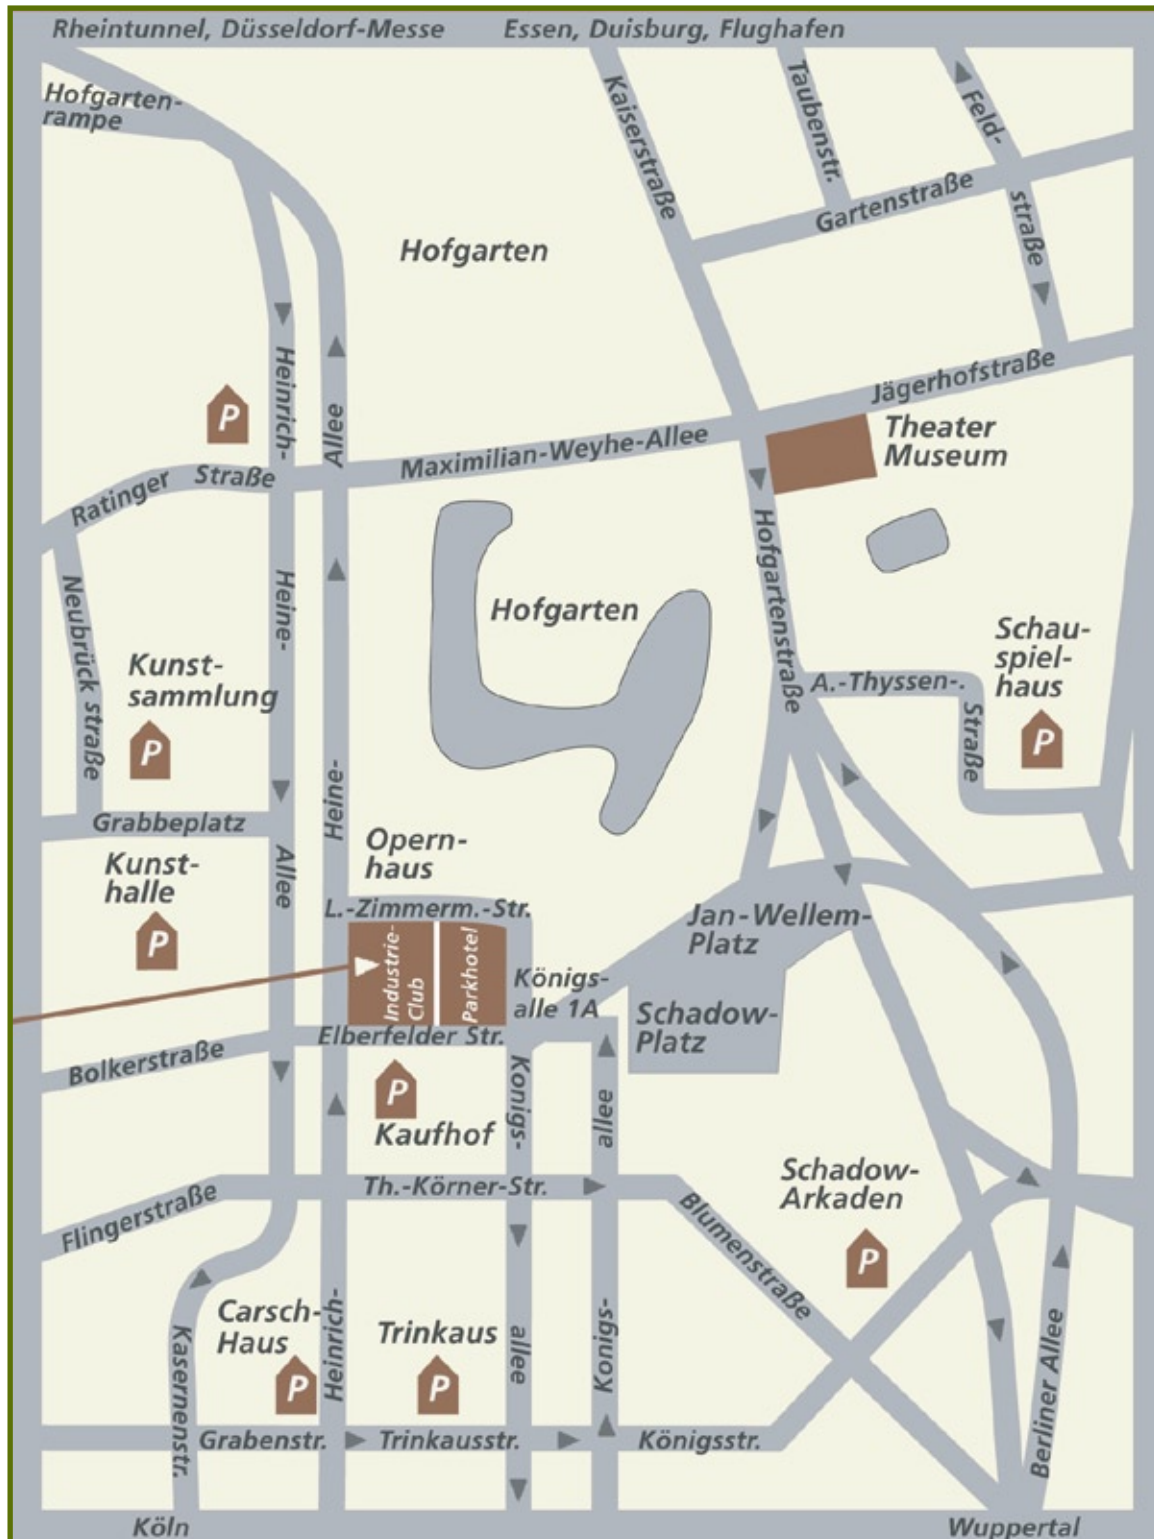 Rheintunnel, Düsseldorf-Messe
Essen, Duisburg, Flughafen
Hofgarten-
rampe
Kaiserstraße
Taubenstr.
Feld-
straße
Gartenstraße
Hofgarten
Heinrich-
Allee
P
Jägerhofstraße
Maximilian-Weyhe-Allee
Theater
Museum
Ratinger Straße
Hofgartenstraße
Neubrück straße
Heine-
Hofgarten
Schau-
spiel-
haus
P
Kunst-
sammlung
P
A.-Thyssen-.
Straße
Heine-
Grabbeplatz
Allee
Opern-
haus
Kunst-
halle
P
L.-Zimmerm.-Str.
Jan-Wellem-
Platz
Industrie-
Club
Parkhotel
Königs-
alle 1A
Schadow-
Platz
Elberfelder Str.
Bolkerstraße
P
Kaufhof
Konigs-
allee
Th.-Körner-Str.
Schadow-
Arkaden
P
Flingerstraße
Blumenstraße
Carsch-
Haus
P
Trinkaus
P
Kasernenstr.
Heinrich-
allee
Konigs-
Berliner Allee
Grabenstr.
Trinkausstr.
Königsstr.
Köln
Wuppertal